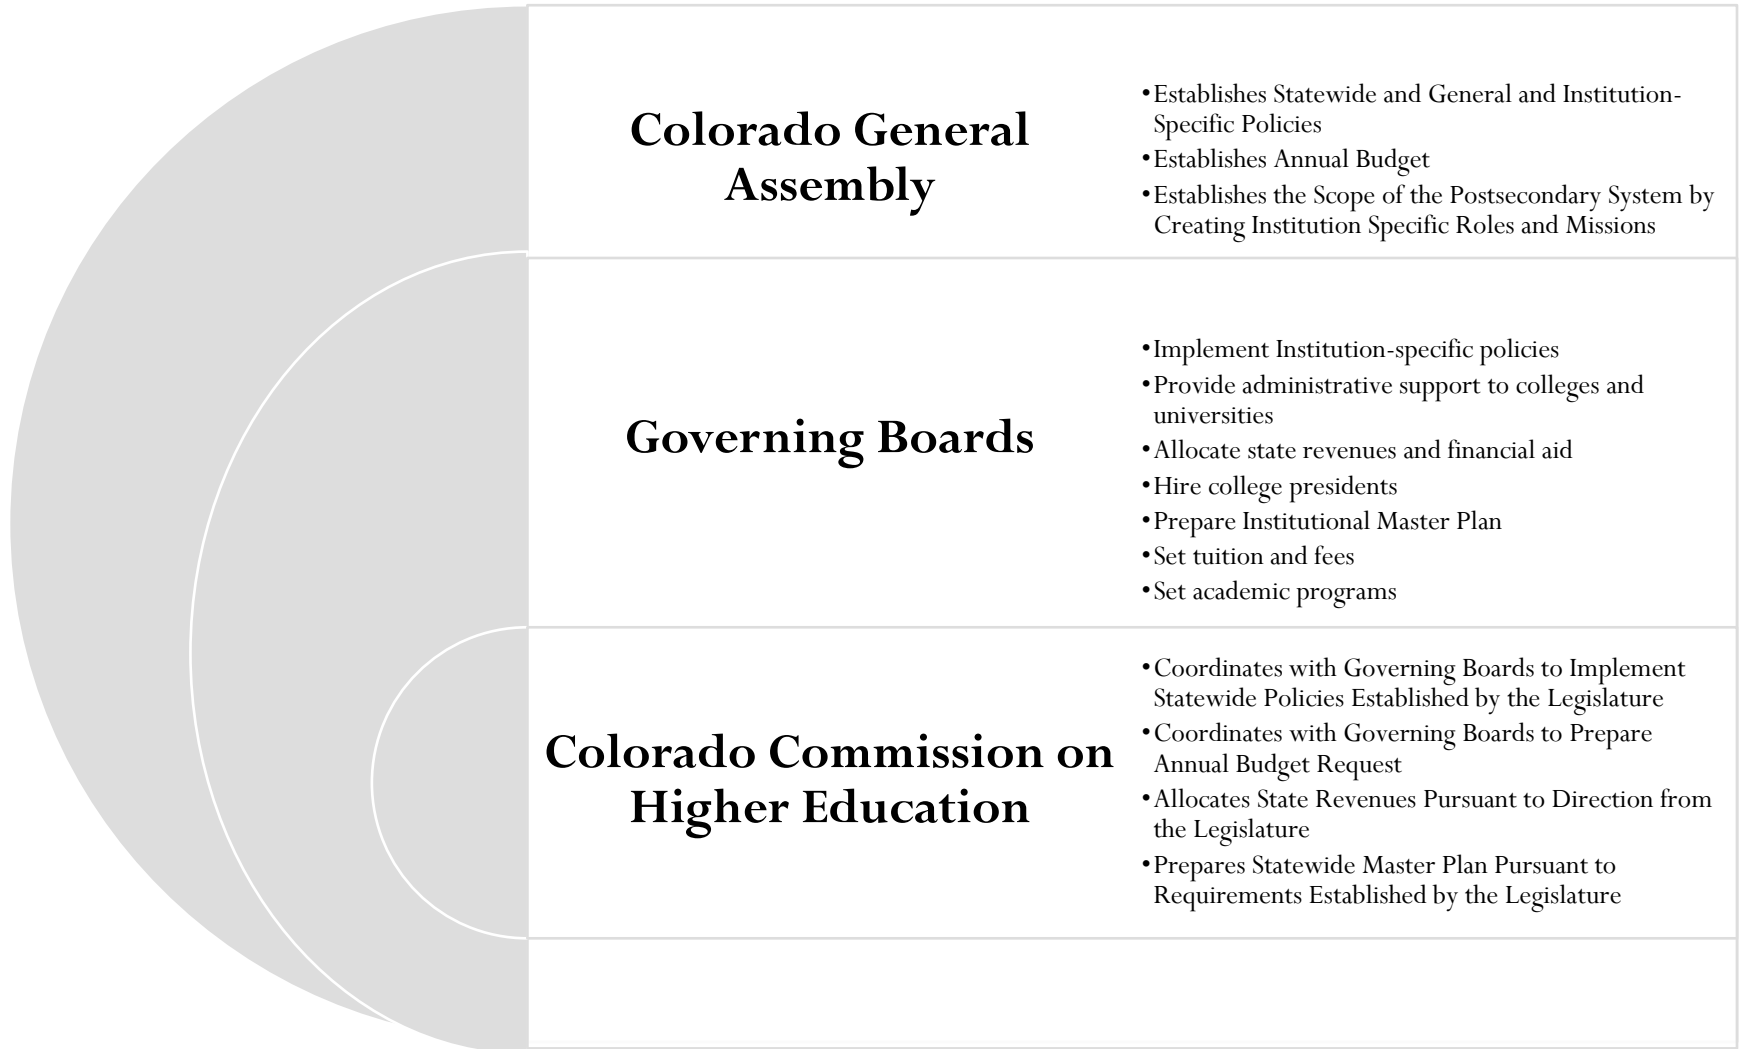 Colorado General
Assembly
•Establishes Statewide and General and Institution-
Specific Policies
•Establishes Annual Budget
•Establishes the Scope of the Postsecondary System by
Creating Institution Specific Roles and Missions
Governing Boards
•Implement Institution-specific policies
•Provide administrative support to colleges and
universities
•Allocate state revenues and financial aid
•Hire college presidents
•Prepare Institutional Master Plan
•Set tuition and fees
•Set academic programs
Colorado Commission on
Higher Education
•Coordinates with Governing Boards to Implement
Statewide Policies Established by the Legislature
•Coordinates with Governing Boards to Prepare
Annual Budget Request
•Allocates State Revenues Pursuant to Direction from
the Legislature
•Prepares Statewide Master Plan Pursuant to
Requirements Established by the Legislature